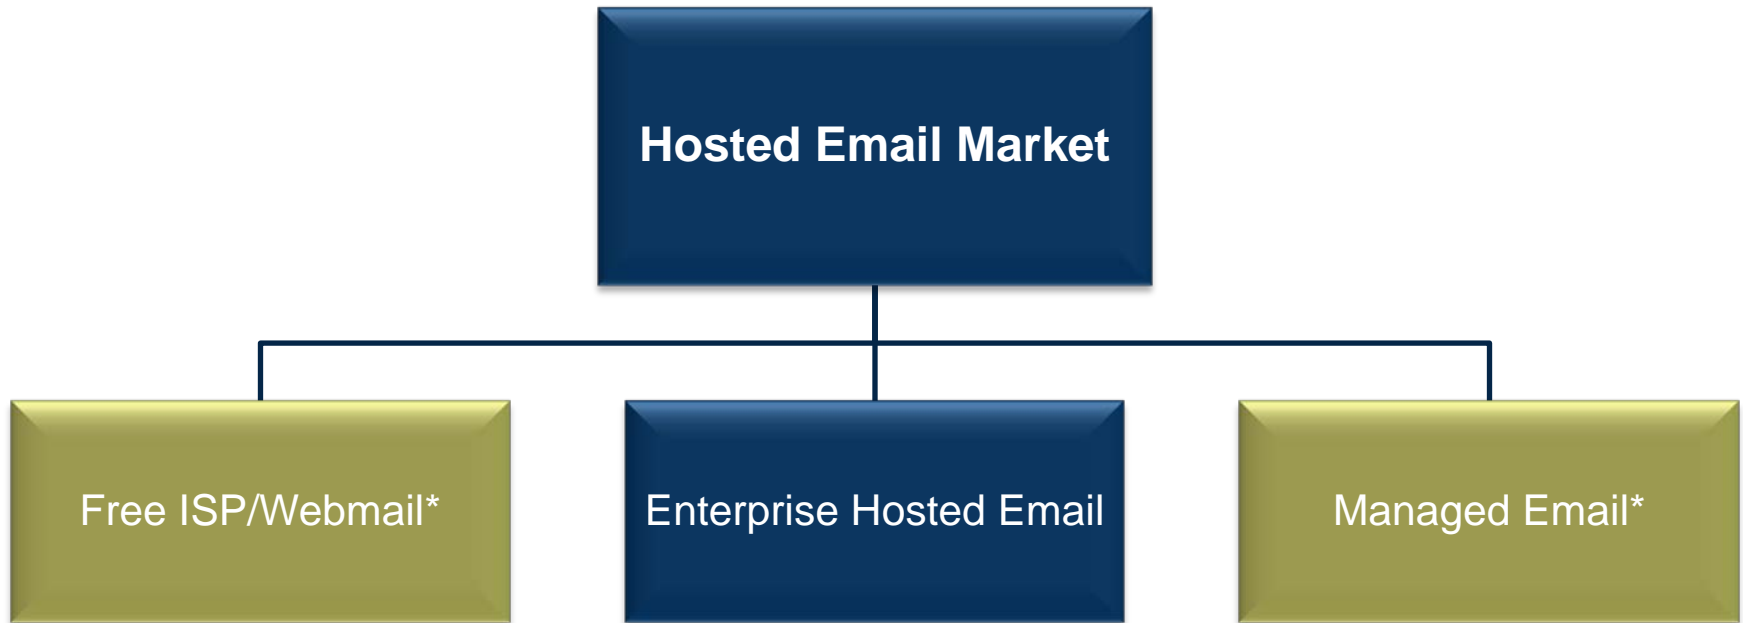 Hosted Email Market
Free ISP/Webmail*
Enterprise Hosted Email
Managed Email*